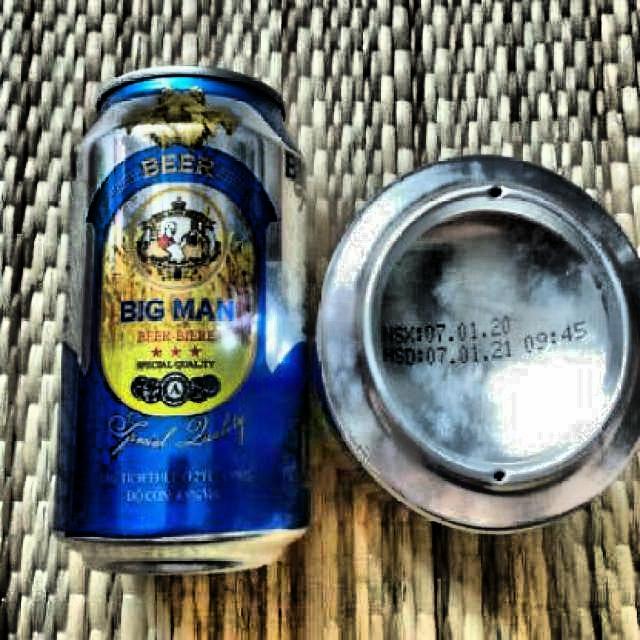 BEER
BIG MAN
BEER-BIERE
SPECIAL QUALITY
Special Quality
NSX:07.01.20
HSD:07.01.21 09:45